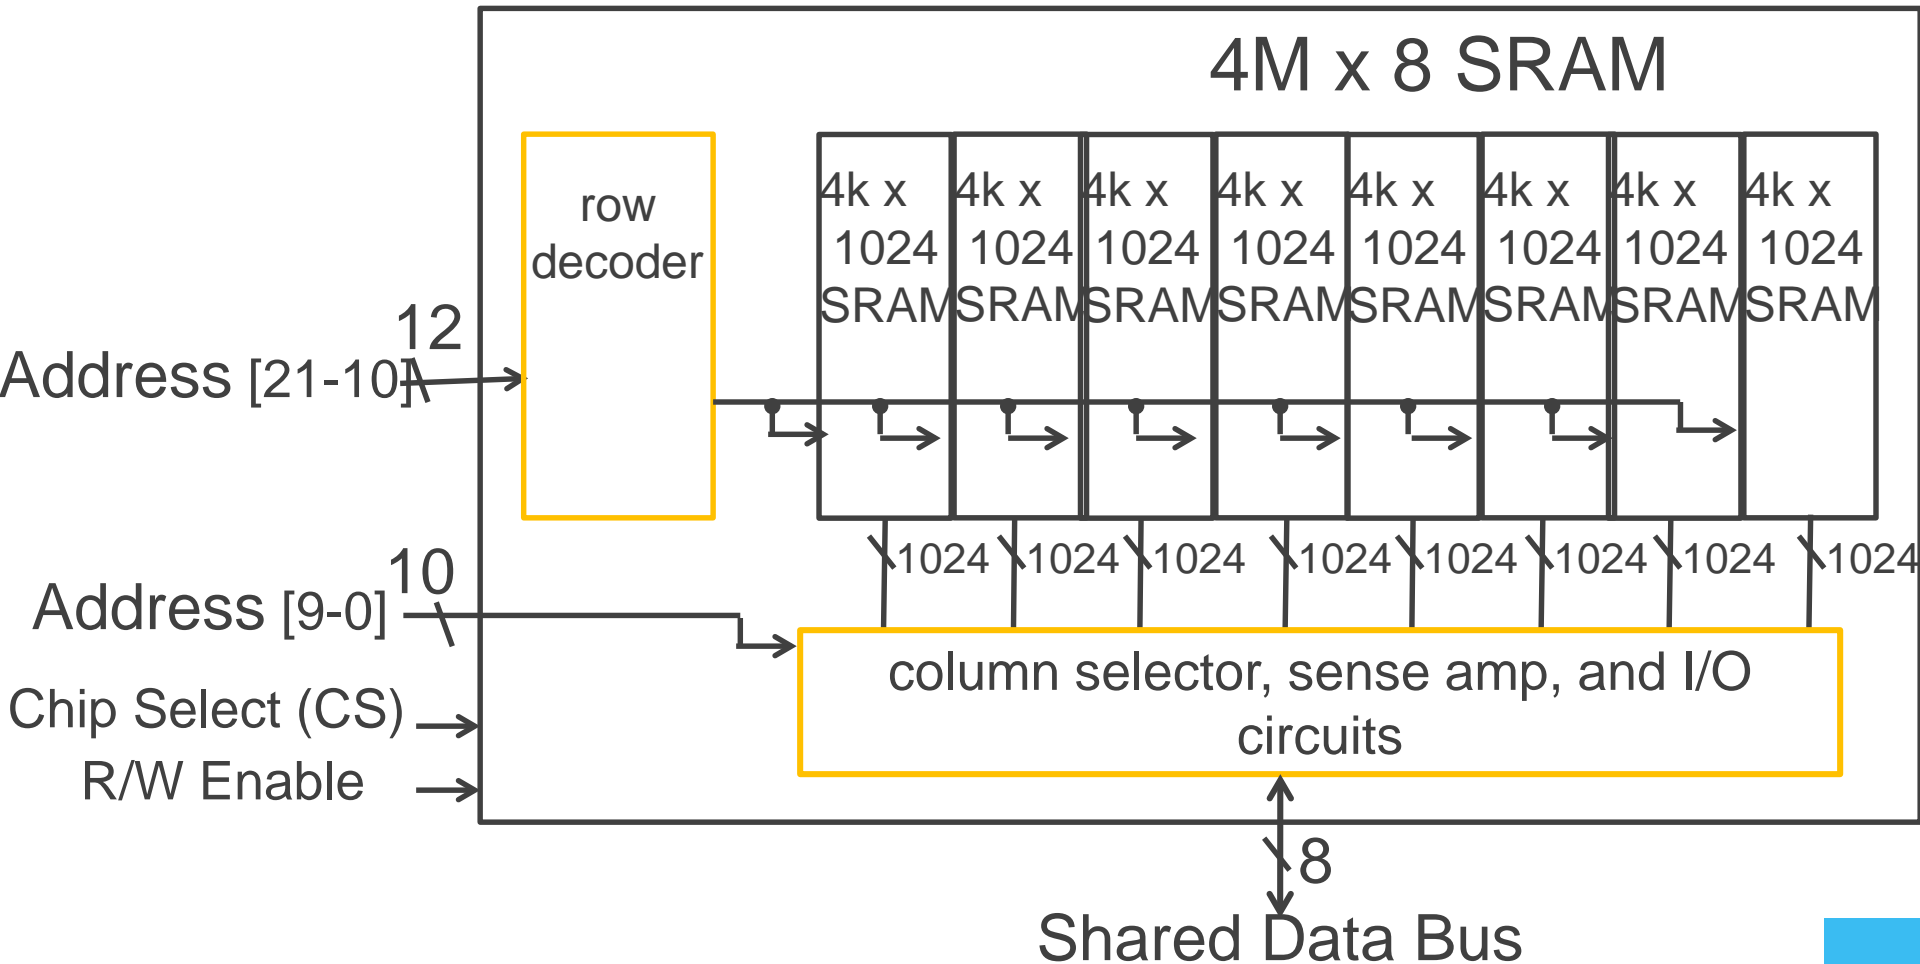 4M x 8 SRAM
row
decoder
4k x
1024
SRAM
4k x
1024
SRAM
4k x
1024
SRAM
4k x
1024
SRAM
4k x
1024
SRAM
4k x
1024
SRAM
4k x
1024
SRAM
4k x
1024
SRAM
12
Address [21-10]
1024
1024
1024
1024
1024
1024
1024
1024
10
Address [9-0]
column selector, sense amp, and I/O
circuits
Chip Select (CS)
R/W Enable
8
Shared Data Bus